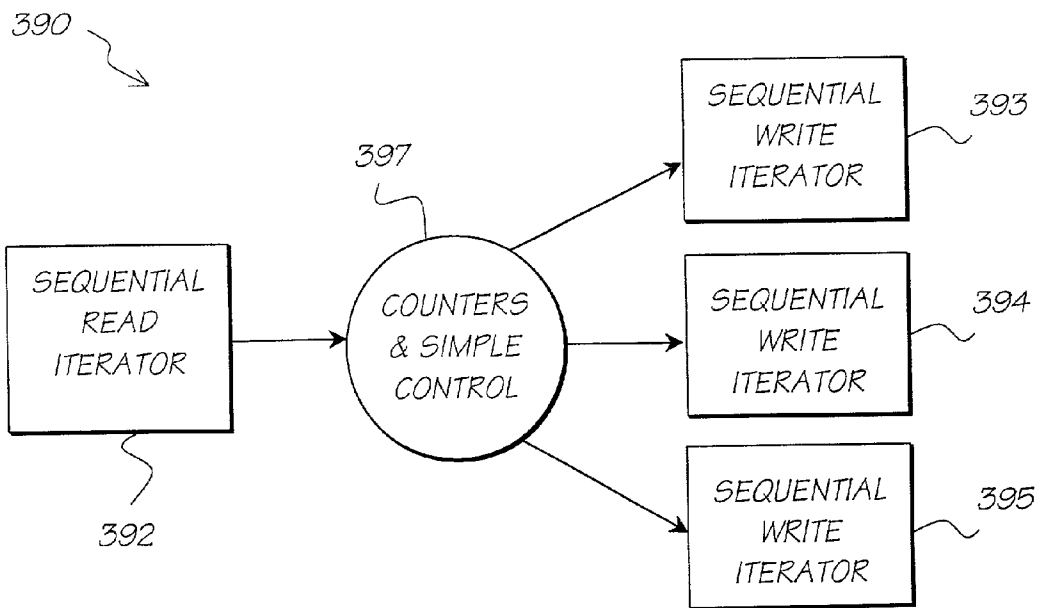 390
SEQUENTIAL
WRITE
ITERATOR
393
397
SEQUENTIAL
READ
ITERATOR
392
COUNTERS
& SIMPLE
CONTROL
SEQUENTIAL
WRITE
ITERATOR
394
SEQUENTIAL
WRITE
ITERATOR
395